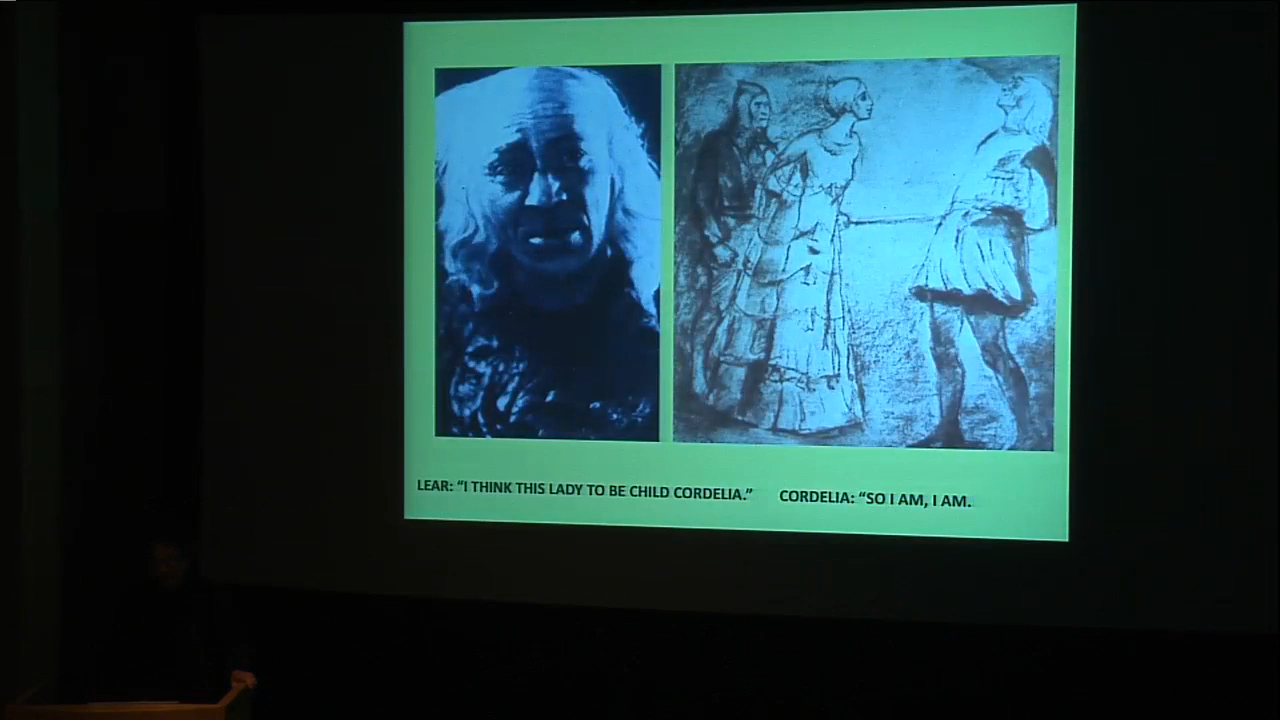 LEAR: “I THINK THIS LADY TO BE CHILD CORDELIA.” CORDELIA: “SO I AM, I AM.